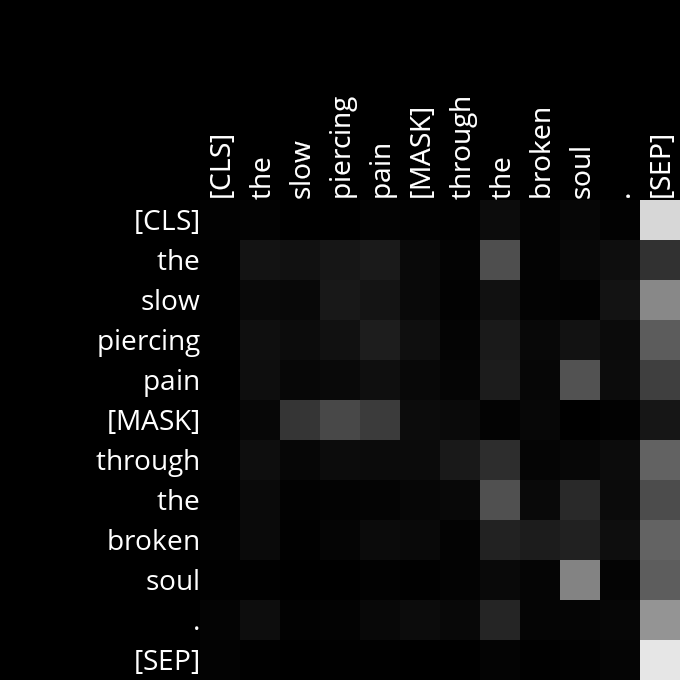 [CLS]
the
slow
piercing
pain
[MASK]
through
the
broken
soul
.
[SEP]
[CLS]
the
slow
piercing
pain
[MASK]
through
the
broken
soul
.
[SEP]